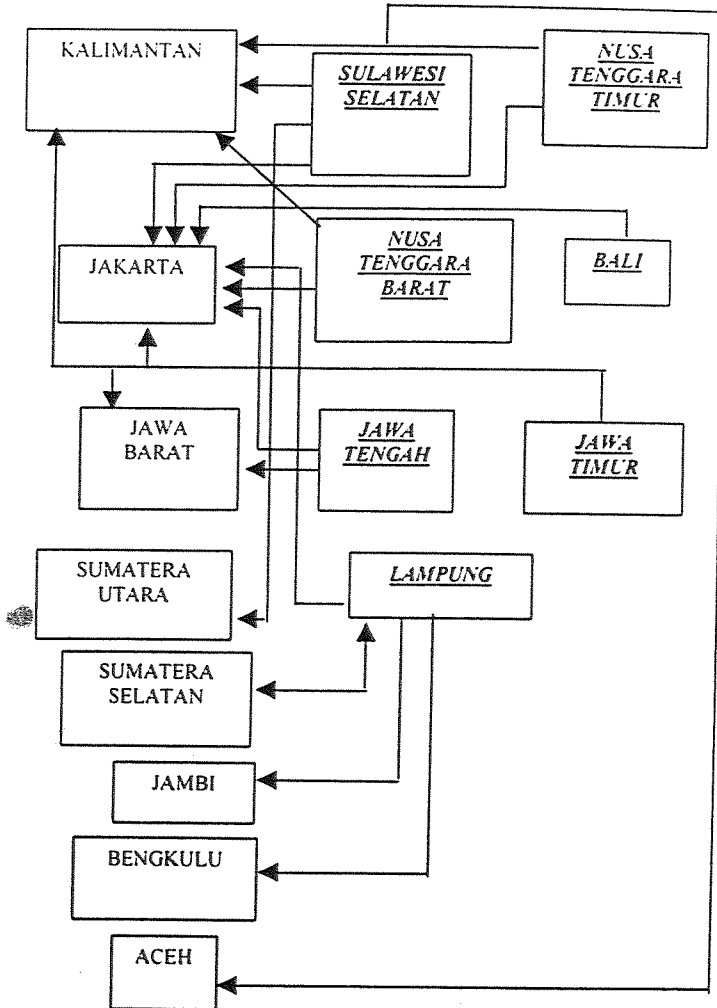 KALIMANTAN
SULAWESI
SELATAN
NUSA
TENGGARA
TIMUR
JAKARTA
NUSA
TENGGARA
BARAT
BALI
JAWA
BARAT
JAWA
TENGAH
JAWA
TIMUR
SUMATERA
UTARA
LAMPUNG
SUMATERA
SELATAN
JAMBI
BENGKULU
ACEH